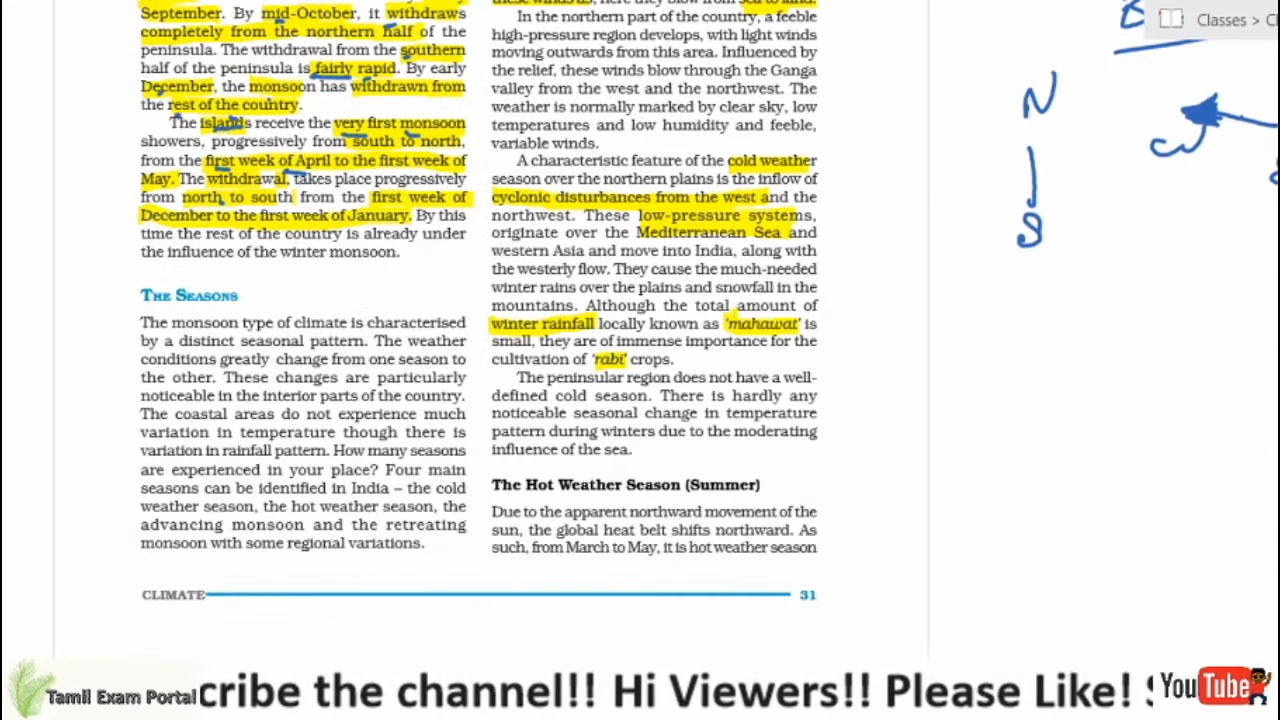 September. By mid-October, it withdraws
completely from the northern half of the
peninsula. The withdrawal from the southern
half of the peninsula is fairly rapid. By early
December, the monsoon has withdrawn from
the rest of the country.
The islands receive the very first monsoon
showers, progressively from south to north,
from the first week of April to the first week of
May. The withdrawal, takes place progressively
from north to south from the first week of
December to the first week of January. By this
time the rest of the country is already under
the influence of the winter monsoon.
THE SEASONS
The monsoon type of climate is characterised
by a distinct seasonal pattern. The weather
conditions greatly change from one season to
the other. These changes are particularly
noticeable in the interior parts of the country.
The coastal areas do not experience much
variation in temperature though there is
variation in rainfall pattern. How many seasons
are experienced in your place? Four main
seasons can be identified in India – the cold
weather season, the hot weather season, the
advancing monsoon and the retreating
monsoon with some regional variations.
In the northern part of the country, a feeble
high-pressure region develops, with light winds
moving outwards from this area. Influenced by
the relief, these winds blow through the Ganga
valley from the west and the northwest. The
weather is normally marked by clear sky, low
temperatures and low humidity and feeble,
variable winds.
A characteristic feature of the cold weather
season over the northern plains is the inflow of
cyclonic disturbances from the west and the
northwest. These low-pressure systems,
originate over the Mediterranean Sea and
western Asia and move into India, along with
the westerly flow. They cause the much-needed
winter rains over the plains and snowfall in the
mountains. Although the total amount of
winter rainfall locally known as 'mahawat' is
small, they are of immense importance for the
cultivation of 'rabi' crops.
The peninsular region does not have a well-
defined cold season. There is hardly any
noticeable seasonal change in temperature
pattern during winters due to the moderating
influence of the sea.
The Hot Weather Season (Summer)
Due to the apparent northward movement of the
sun, the global heat belt shifts northward. As
such, from March to May, it is hot weather season
CLIMATE 31
Classes > C
N
S
Tamil Exam Portal
cribe the channel!! Hi Viewers!! Please Like!
YouTube